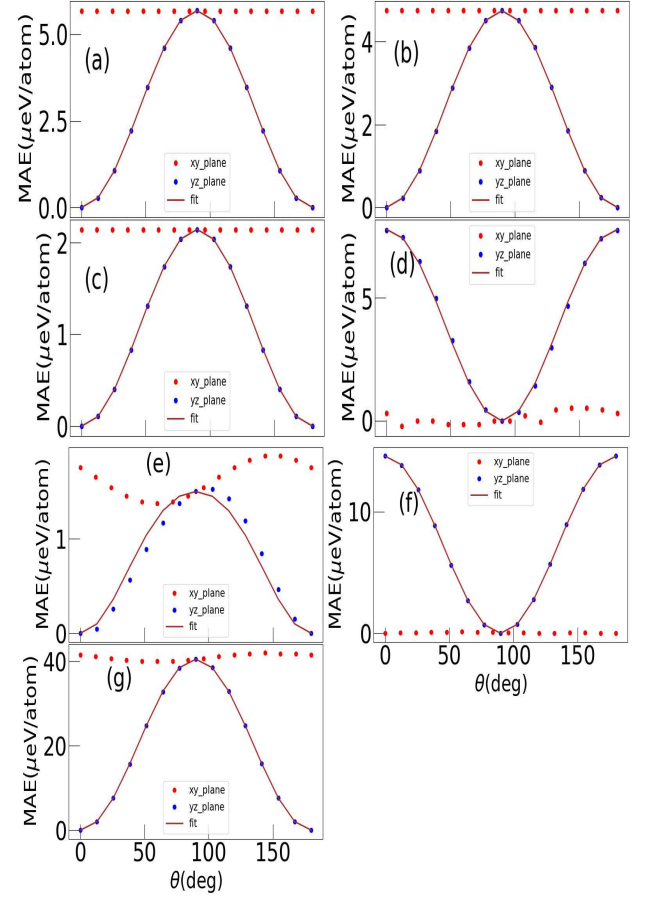 5.0
2.5
0.0
MAE(μeV/atom)
(a)
xy_plane
yz_plane
fit
4
2
0
MAE(μeV/atom)
(b)
xy_plane
yz_plane
fit
2
1
0
MAE(μeV/atom)
(c)
xy_plane
yz_plane
fit
5
0
MAE(μeV/atom)
(d)
xy_plane
yz_plane
fit
1
0
MAE(μeV/atom)
(e)
xy_plane
yz_plane
fit
10
0
MAE(μeV/atom)
(f)
xy_plane
yz_plane
fit
0 50 100 150
θ(deg)
40
20
0
MAE(μeV/atom)
(g)
xy_plane
yz_plane
fit
0 50 100 150
θ(deg)